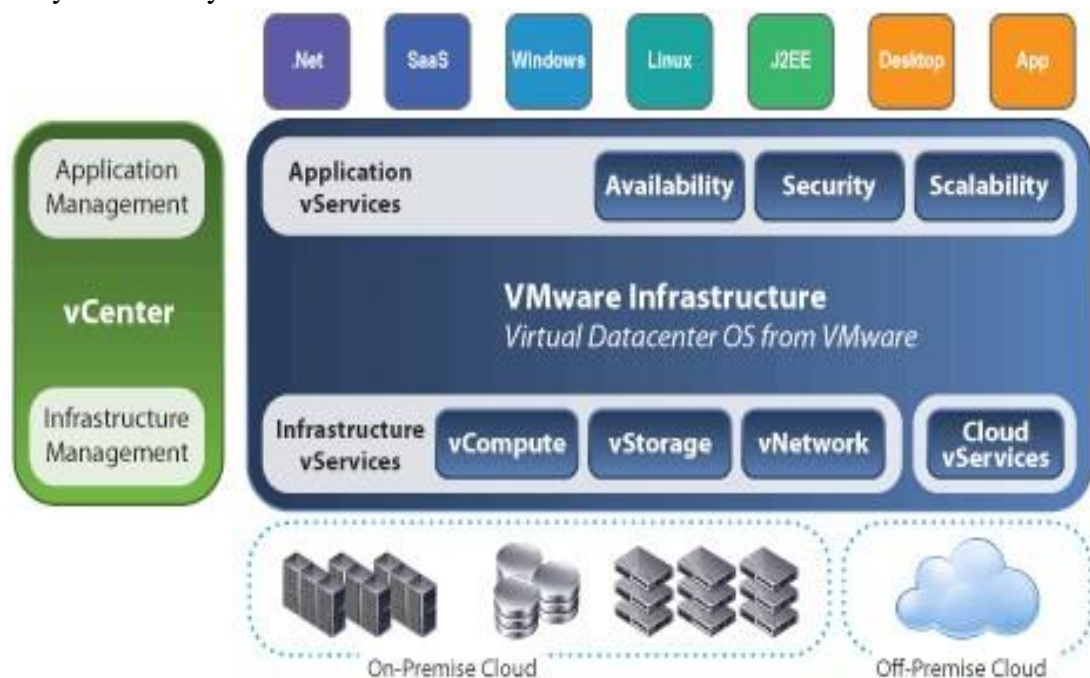 .Net
SaaS
Windows
Linux
J2EE
Desktop
App
Application
Management
vCenter
Infrastructure
Management
Application
vServices
Availability
Security
Scalability
VMware Infrastructure
Virtual Datacenter OS from VMware
Infrastructure
vServices
vCompute
vStorage
vNetwork
Cloud
vServices
On-Premise Cloud
Off-Premise Cloud